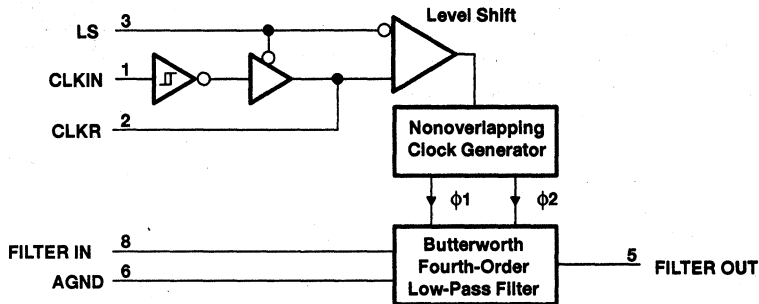 Level Shift
LS 3
CLKIN 1
CLKR 2
Nonoverlapping
Clock Generator
ϕ1 ϕ2
FILTER IN 8
AGND 6
Butterworth
Fourth-Order
Low-Pass Filter
5 FILTER OUT